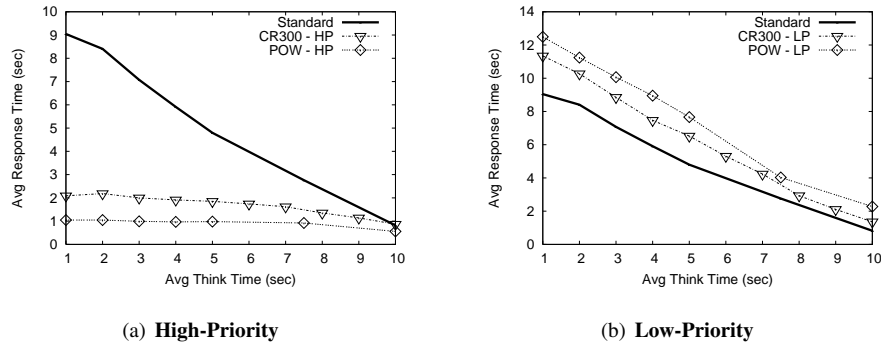 Standard
CR300 - HP
POW - HP
10
9
8
7
6
5
4
3
2
1
0
Avg Response Time (sec)
1 2 3 4 5 6 7 8 9 10
Avg Think Time (sec)
(a) High-Priority
Standard
CR300 - LP
POW - LP
14
12
10
8
6
4
2
0
Avg Response Time (sec)
1 2 3 4 5 6 7 8 9 10
Avg Think Time (sec)
(b) Low-Priority